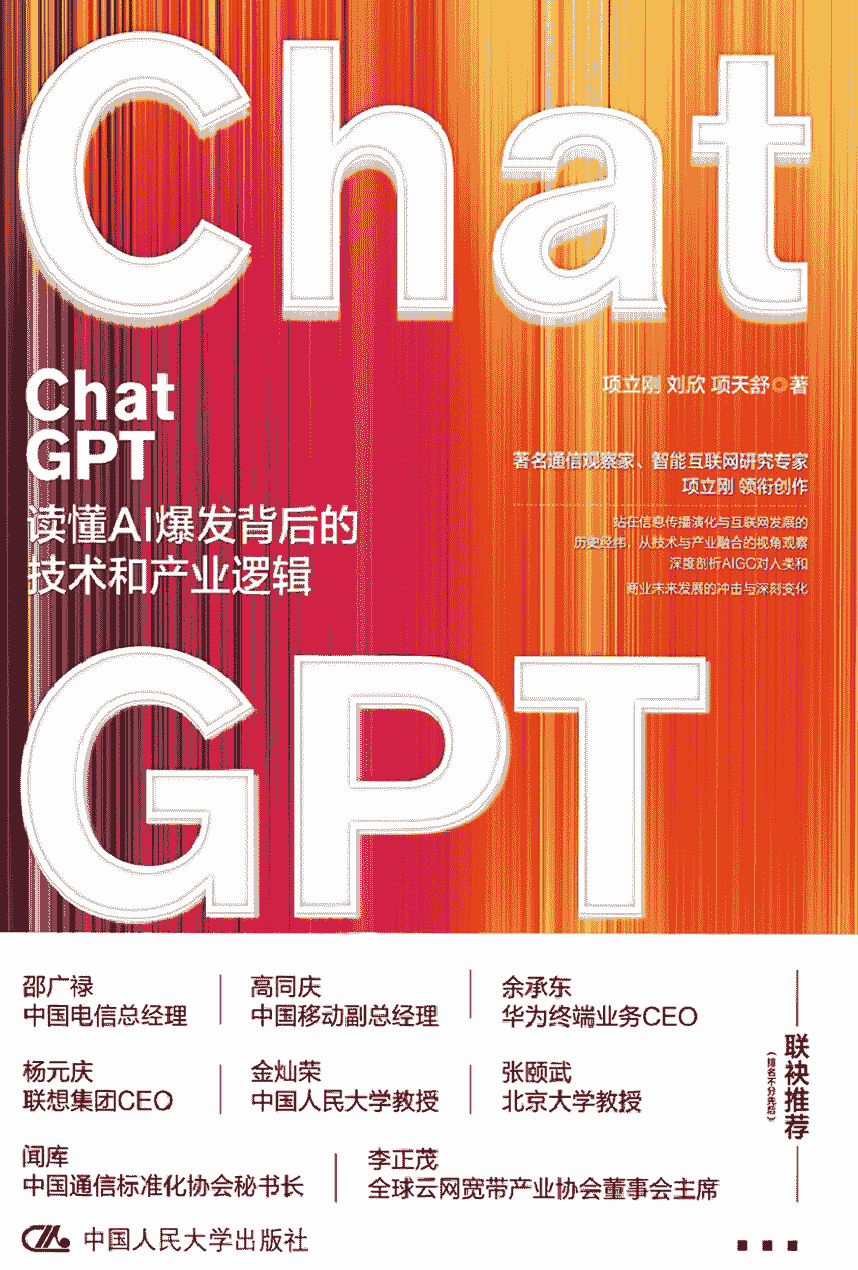 Chat
Chat
GPT
读懂AI爆发背后的
技术和产业逻辑
项立刚 刘欣 项天舒◎著
著名通信观察家、智能互联网研究专家
项立刚 领衔创作
站在信息传播演化与互联网发展的
历史经纬,从技术与产业融合的视角观察
深度剖析AIGC对人类和
商业未来发展的冲击与深刻变化
GPT
邵广禄
中国电信总经理
高同庆
中国移动副总经理
余承东
华为终端业务CEO
杨元庆
联想集团CEO
金灿荣
中国人民大学教授
张颐武
北京大学教授
闻库
中国通信标准化协会秘书长
李正茂
全球云网宽带产业协会董事会主席
联袂推荐
(排名不分先后)
中国人民大学出版社